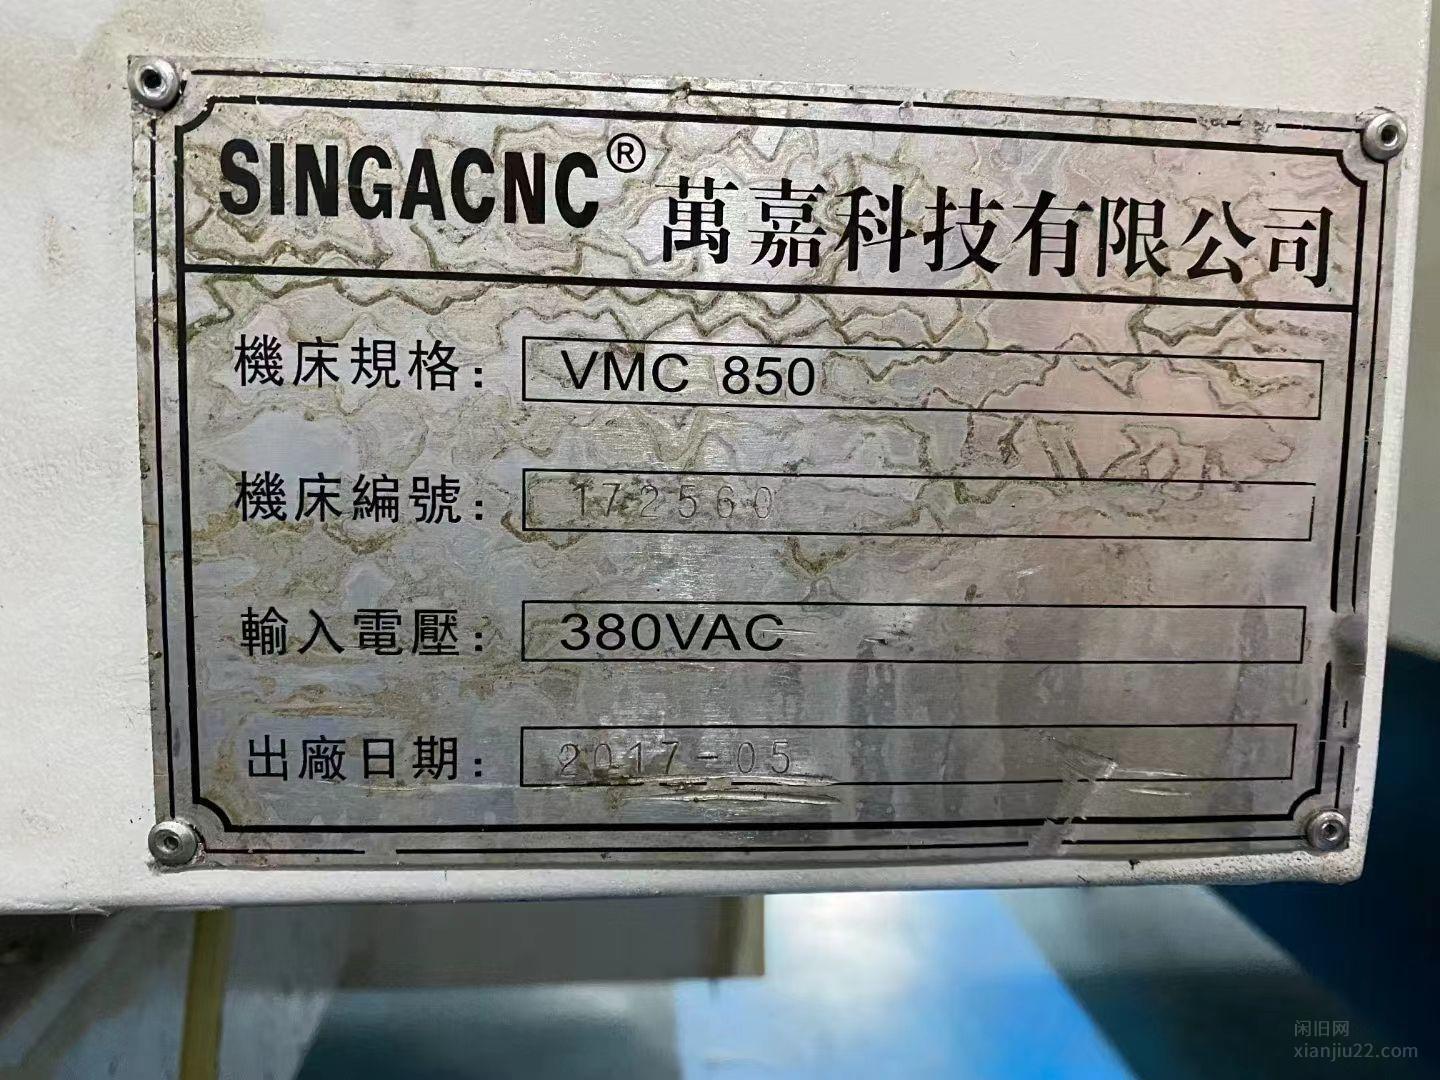 SINGACNC® 萬嘉科技有限公司
機床規格: VMC 850
機床編號: 172560
輸入電壓: 380VAC
出廠日期: 2017-05
闲旧网
xianjiu22.com